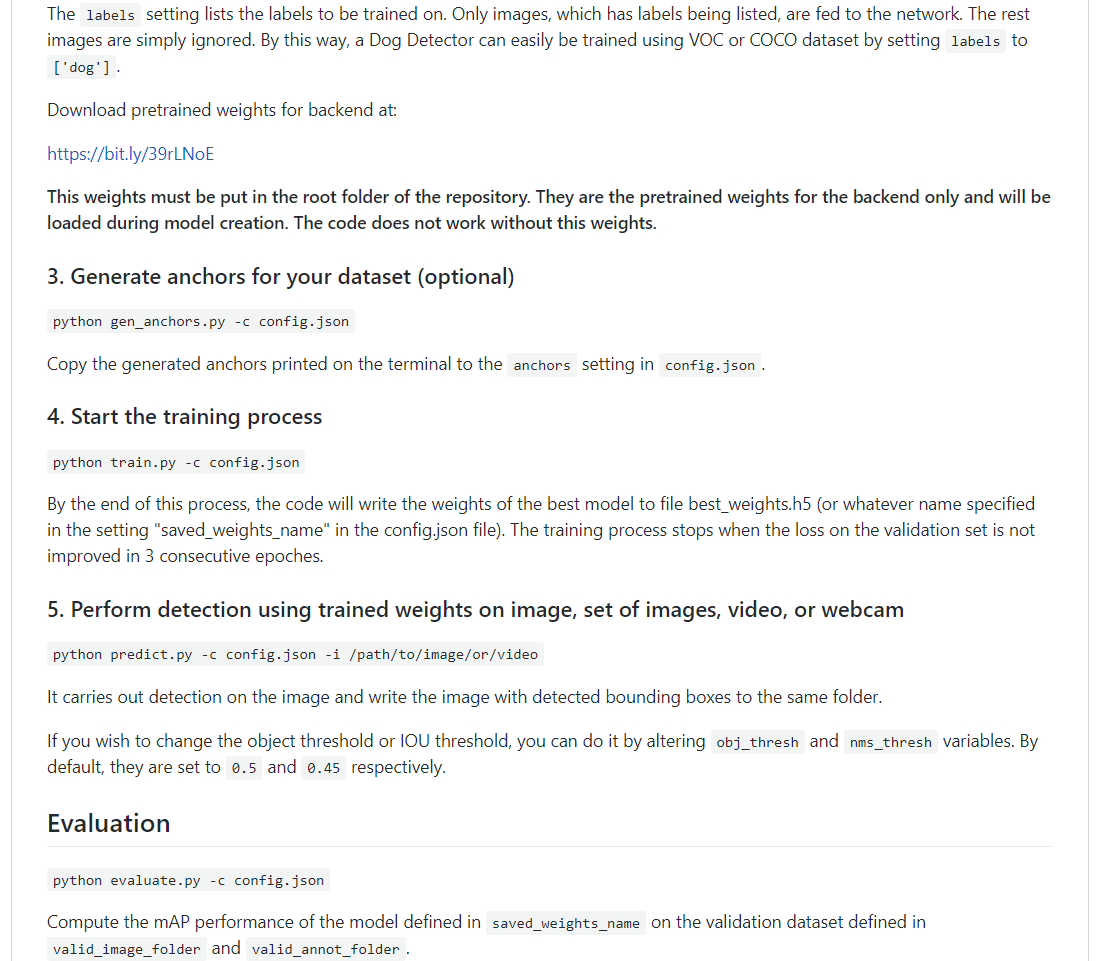 The labels setting lists the labels to be trained on. Only images, which has labels being listed, are fed to the network. The rest
images are simply ignored. By this way, a Dog Detector can easily be trained using VOC or COCO dataset by setting labels to
['dog'] .
Download pretrained weights for backend at:
https://bit.ly/39rLNoE
This weights must be put in the root folder of the repository. They are the pretrained weights for the backend only and will be
loaded during model creation. The code does not work without this weights.
3. Generate anchors for your dataset (optional)
python gen_anchors.py -c config.json
Copy the generated anchors printed on the terminal to the anchors setting in config.json .
4. Start the training process
python train.py -c config.json
By the end of this process, the code will write the weights of the best model to file best_weights.h5 (or whatever name specified
in the setting "saved_weights_name" in the config.json file). The training process stops when the loss on the validation set is not
improved in 3 consecutive epoches.
5. Perform detection using trained weights on image, set of images, video, or webcam
python predict.py -c config.json -i /path/to/image/or/video
It carries out detection on the image and write the image with detected bounding boxes to the same folder.
If you wish to change the object threshold or IOU threshold, you can do it by altering obj_thresh and nms_thresh variables. By
default, they are set to 0.5 and 0.45 respectively.
Evaluation
python evaluate.py -c config.json
Compute the mAP performance of the model defined in saved_weights_name on the validation dataset defined in
valid_image_folder and valid_annot_folder .